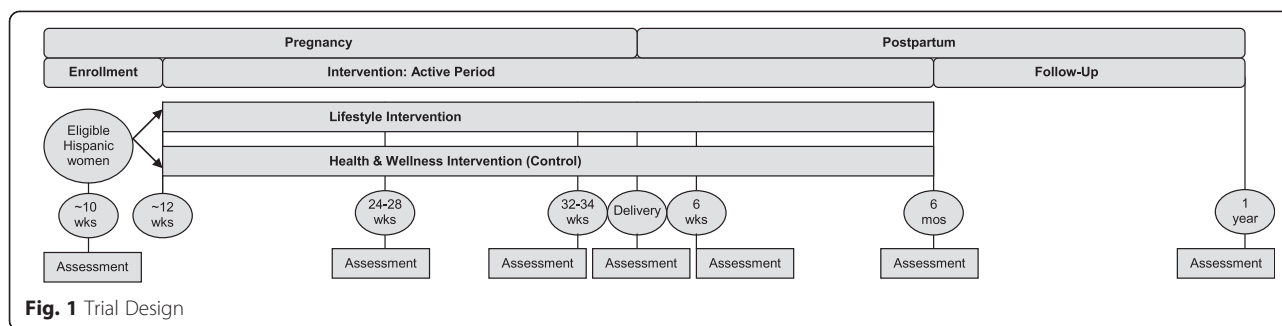 Pregnancy
Postpartum
Enrollment
Intervention: Active Period
Follow-Up
Eligible
Hispanic
women
Lifestyle Intervention
Health & Wellness Intervention (Control)
~10
wks
~12
wks
24-28
wks
32-34
wks
Delivery
6
wks
6
mos
1
year
Assessment
Assessment
Assessment
Assessment
Assessment
Assessment
Assessment
Fig. 1 Trial Design